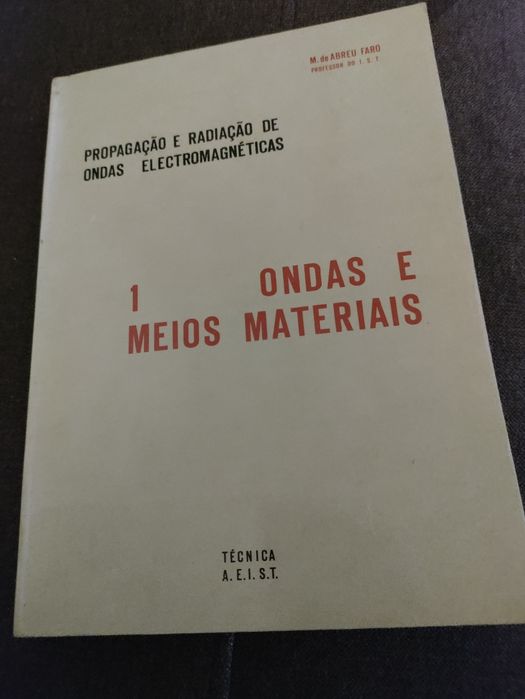 M. de ABREU FARO
PROFESSOR DO I. S. T.
PROPAGAÇÃO E RADIAÇÃO DE
ONDAS ELECTROMAGNÉTICAS
1 ONDAS E
MEIOS MATERIAIS
TÉCNICA
A. E. I. S. T.